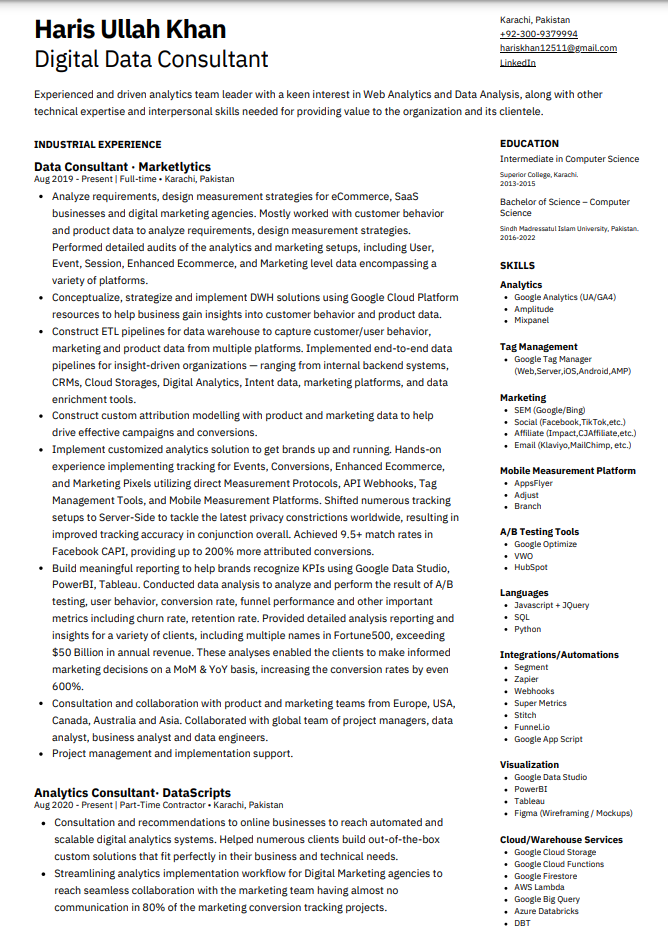 Haris Ullah Khan
Digital Data Consultant
Karachi, Pakistan
+92-300-9379994
hariskhan12511@gmail.com
LinkedIn
Experienced and driven analytics team leader with a keen interest in Web Analytics and Data Analysis, along with other
technical expertise and interpersonal skills needed for providing value to the organization and its clientele.
INDUSTRIAL EXPERIENCE
Data Consultant · Marketlytics
Aug 2019 - Present | Full-time • Karachi, Pakistan
• Analyze requirements, design measurement strategies for eCommerce, SaaS
businesses and digital marketing agencies. Mostly worked with customer behavior
and product data to analyze requirements, design measurement strategies.
Performed detailed audits of the analytics and marketing setups, including User,
Event, Session, Enhanced Ecommerce, and Marketing level data encompassing a
variety of platforms.
• Conceptualize, strategize and implement DWH solutions using Google Cloud Platform
resources to help business gain insights into customer behavior and product data.
• Construct ETL pipelines for data warehouse to capture customer/user behavior,
marketing and product data from multiple platforms. Implemented end-to-end data
pipelines for insight-driven organizations — ranging from internal backend systems,
CRMs, Cloud Storages, Digital Analytics, Intent data, marketing platforms, and data
enrichment tools.
• Construct custom attribution modelling with product and marketing data to help
drive effective campaigns and conversions.
• Implement customized analytics solution to get brands up and running. Hands-on
experience implementing tracking for Events, Conversions, Enhanced Ecommerce,
and Marketing Pixels utilizing direct Measurement Protocols, API Webhooks, Tag
Management Tools, and Mobile Measurement Platforms. Shifted numerous tracking
setups to Server-Side to tackle the latest privacy constrictions worldwide, resulting in
improved tracking accuracy in conjunction overall. Achieved 9.5+ match rates in
Facebook CAPI, providing up to 200% more attributed conversions.
• Build meaningful reporting to help brands recognize KPIs using Google Data Studio,
PowerBI, Tableau. Conducted data analysis to analyze and perform the result of A/B
testing, user behavior, conversion rate, funnel performance and other important
metrics including churn rate, retention rate. Provided detailed analysis reporting and
insights for a variety of clients, including multiple names in Fortune500, exceeding
$50 Billion in annual revenue. These analyses enabled the clients to make informed
marketing decisions on a MoM & YoY basis, increasing the conversion rates by even
600%.
• Consultation and collaboration with product and marketing teams from Europe, USA,
Canada, Australia and Asia. Collaborated with global team of project managers, data
analyst, business analyst and data engineers.
• Project management and implementation support.
Analytics Consultant· DataScripts
Aug 2020 - Present | Part-Time Contractor • Karachi, Pakistan
• Consultation and recommendations to online businesses to reach automated and
scalable digital analytics systems. Helped numerous clients build out-of-the-box
custom solutions that fit perfectly in their business and technical needs.
• Streamlining analytics implementation workflow for Digital Marketing agencies to
reach seamless collaboration with the marketing team having almost no
communication in 80% of the marketing conversion tracking projects.
EDUCATION
Intermediate in Computer Science
Superior College, Karachi.
2013-2015
Bachelor of Science – Computer
Science
Sindh Madressatul Islam University, Pakistan.
2016-2022
SKILLS
Analytics
• Google Analytics (UA/GA4)
• Amplitude
• Mixpanel
Tag Management
• Google Tag Manager
(Web,Server,iOS,Android,AMP)
Marketing
• SEM (Google/Bing)
• Social (Facebook,TikTok,etc.)
• Affiliate (Impact,CJAffiliate,etc.)
• Email (Klaviyo,MailChimp, etc.)
Mobile Measurement Platform
• AppsFlyer
• Adjust
• Branch
A/B Testing Tools
• Google Optimize
• VWO
• HubSpot
Languages
• Javascript + JQuery
• SQL
• Python
Integrations/Automations
• Segment
• Zapier
• Webhooks
• Super Metrics
• Stitch
• Funnel.io
• Google App Script
Visualization
• Google Data Studio
• PowerBI
• Tableau
• Figma (Wireframing / Mockups)
Cloud/Warehouse Services
• Google Cloud Storage
• Google Cloud Functions
• Google Firestore
• AWS Lambda
• Google Big Query
• Azure Databricks
• DBT